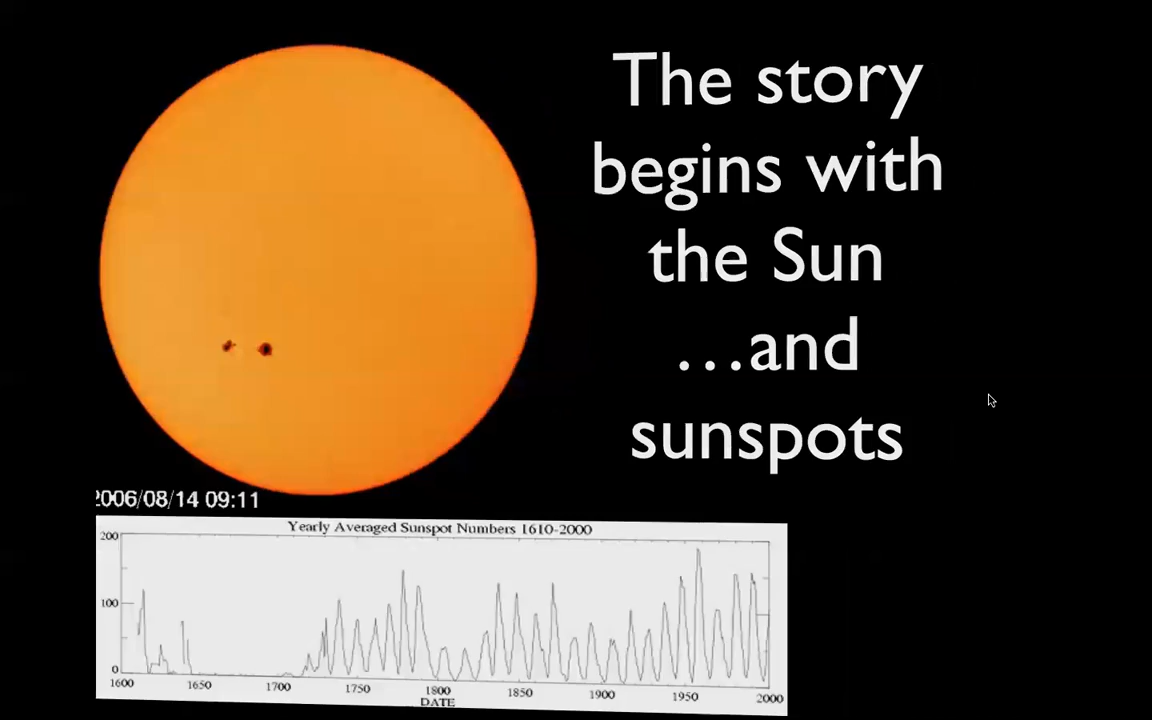 The story
begins with
the Sun
...and
sunspots
2006/08/14 09:11
Yearly Averaged Sunspot Numbers 1610-2000
200
100
0
1600 1650 1700 1750 1800 1850 1900 1950 2000
DATE